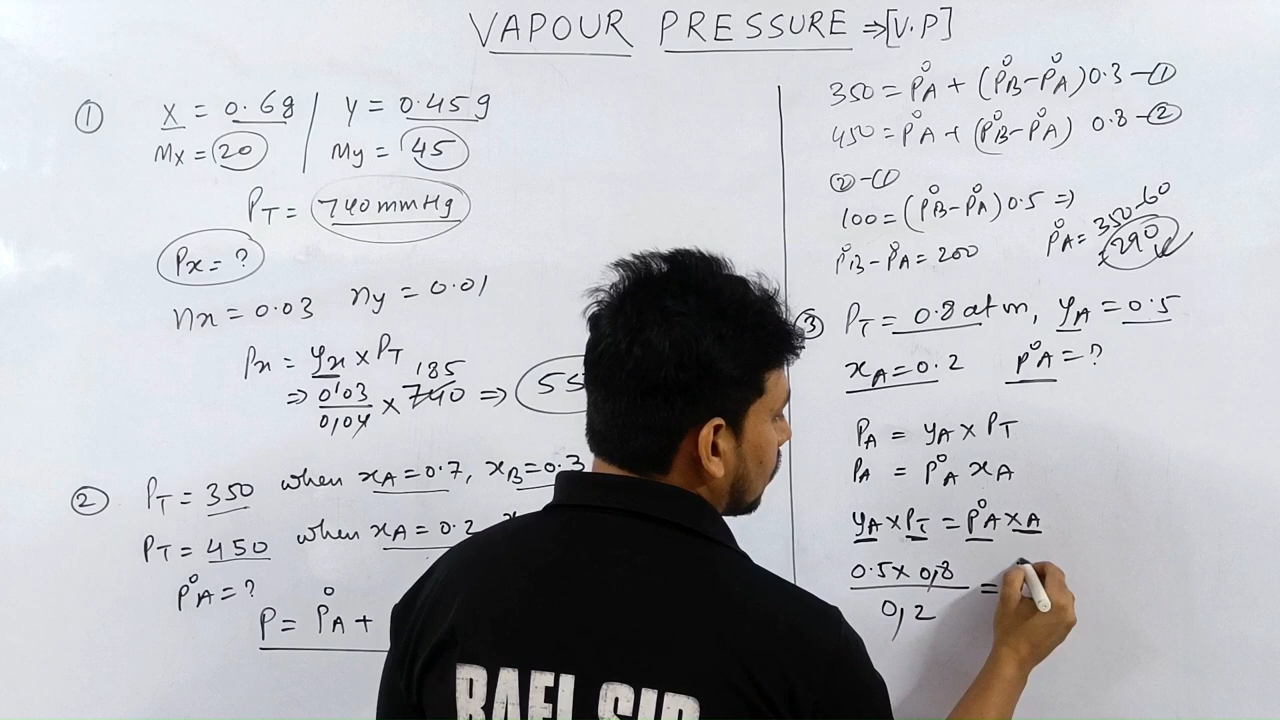 VAPOUR PRESSURE ⇒[V.P]
① X = 0.6g / Y = 0.45g
Mx = 20 My = 45
PT = 740mmHg
Px = ?
nx = 0.03 ny = 0.01
Px = yx × PT
⇒ 0.03/0.04 × 740 185 ⇒ 55
② PT = 350 when xA = 0.7, xB = 0.3
PT = 450 when xA = 0.2
P°A = ?
P = P°A +
350 = P°A + (P°B - P°A) 0.3 - ①
450 = P°A + (P°B - P°A) 0.8 - ②
② - ①
100 = (P°B - P°A) 0.5 ⇒
P°B - P°A = 200
P°A = 350-60
290
③ PT = 0.8 atm, yA = 0.5
xA = 0.2 P°A = ?
PA = yA × PT
PA = P°A xA
yA × PT = P°A × A
0.5 × 0.8 / 0.2 =
RAEL SIR